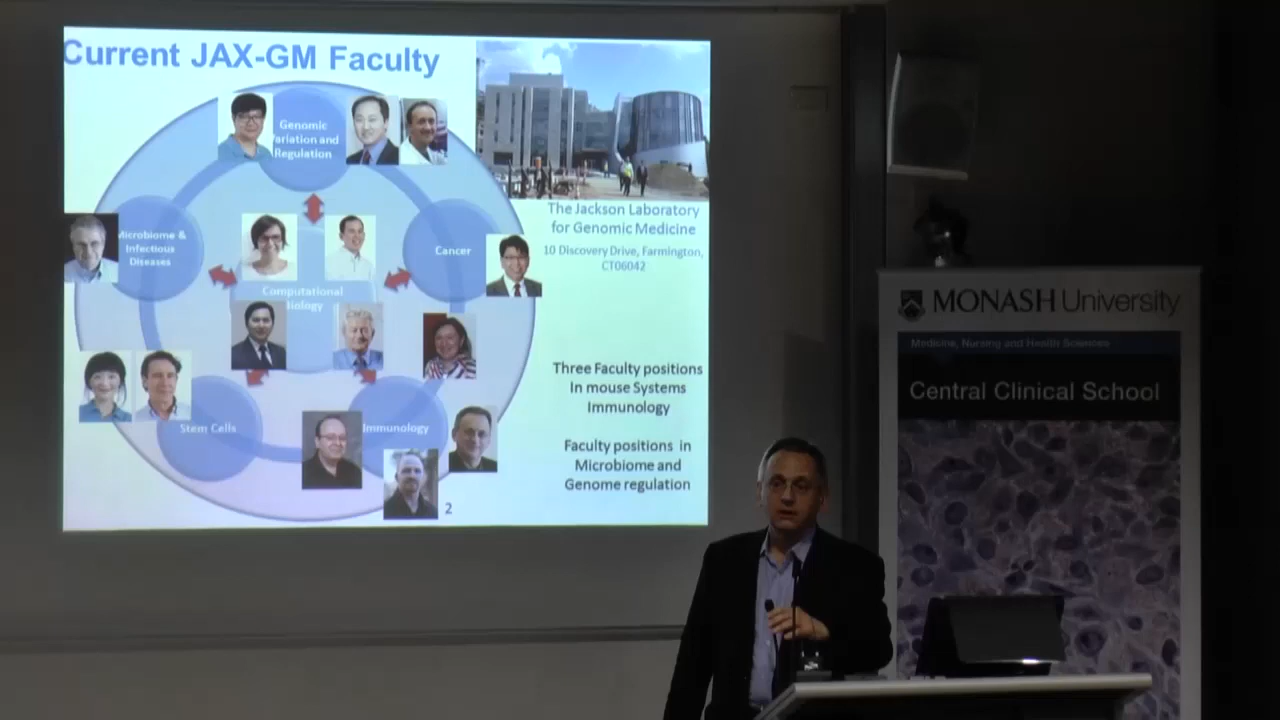 Current JAX-GM Faculty
Genomic
Variation and
Regulation
Microbiome &
Infectious
Diseases
Cancer
Computational
Biology
Stem Cells
Immunology
2
The Jackson Laboratory
for Genomic Medicine
10 Discovery Drive, Farmington,
CT06042
Three Faculty positions
In mouse Systems
Immunology
Faculty positions in
Microbiome and
Genome regulation
MONASH University
Medicine, Nursing and Health Sciences
Central Clinical School